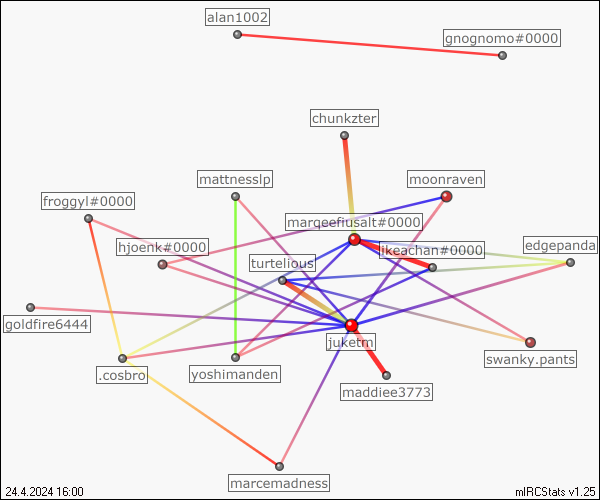 alan1002
gnognomo#0000
chunkzter
mattnesslp
moonraven
froggyl#0000
margeefiusalt#0000
hjoenk#0000
ikeachan#0000
edgepanda
turtelious
goldfire6444
juketm
swanky.pants
.cosbro
yoshimanden
maddiee3773
marcemadness
24.4.2024 16:00
mIRCStats v1.25